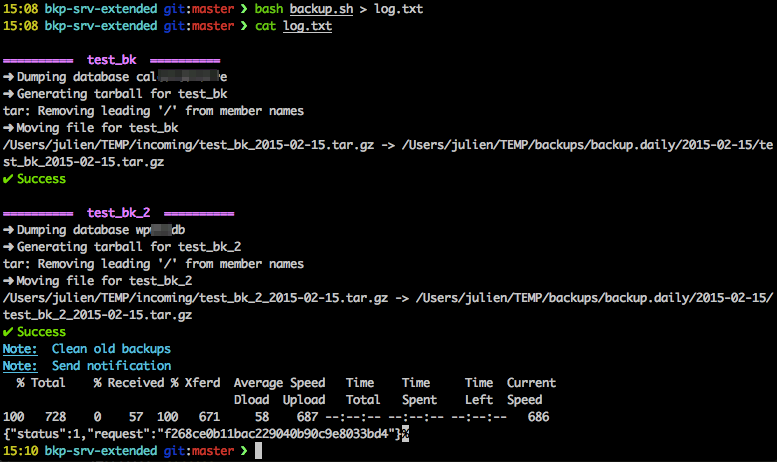 15:08 bkp-srv-extended git:master ❯ bash backup.sh > log.txt
15:08 bkp-srv-extended git:master ❯ cat log.txt
══════════ test_bk ══════════
➜ Dumping database
➜ Generating tarball for test_bk
tar: Removing leading '/' from member names
➜ Moving file for test_bk
/Users/julien/TEMP/incoming/test_bk_2015-02-15.tar.gz -> /Users/julien/TEMP/backups/backup.daily/2015-02-15/te
st_bk_2015-02-15.tar.gz
✔ Success
══════════ test_bk_2 ══════════
➜ Dumping database
➜ Generating tarball for test_bk_2
tar: Removing leading '/' from member names
➜ Moving file for test_bk_2
/Users/julien/TEMP/incoming/test_bk_2_2015-02-15.tar.gz -> /Users/julien/TEMP/backups/backup.daily/2015-02-15/
test_bk_2_2015-02-15.tar.gz
✔ Success
Note: Clean old backups
Note: Send notification
% Total % Received % Xferd Average Speed Time Time Time Current
Dload Upload Total Spent Left Speed
100 728 0 57 100 671 58 687 --:--:-- --:--:-- --:--:-- 686
{"status":1,"request":"f268ce0b11bac229040b90c9e8033bd4"}%
15:10 bkp-srv-extended git:master ❯